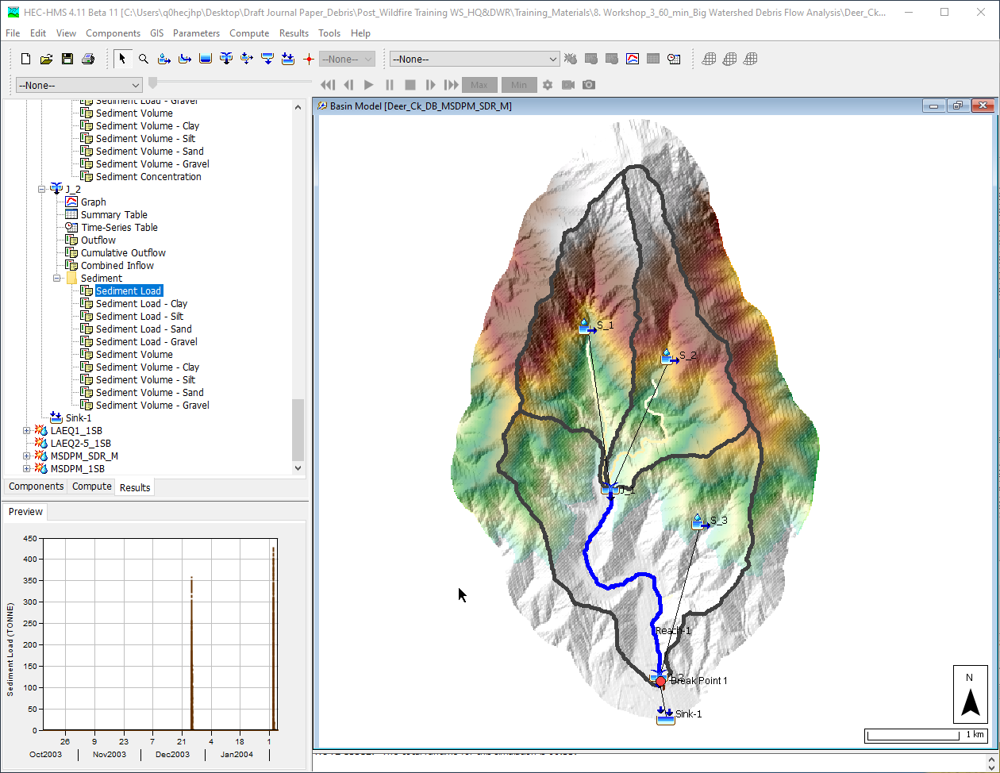 HEC-HMS 4.11 Beta 11 [C:\Users\q0hecjhp\Desktop\Draft Journal Paper_Debris\Post_Wildfire Training WS_HQ&DWR\Training_Materials\8. Workshop_3_60_min_Big Watershed Debris Flow Analysis\Deer_Ck...
File Edit View Components GIS Parameters Compute Results Tools Help
--None-- --None--
--None-- Max Min
Sediment Load - Gravel
Sediment Volume
Sediment Volume - Clay
Sediment Volume - Silt
Sediment Volume - Sand
Sediment Volume - Gravel
Sediment Concentration
J_2
Graph
Summary Table
Time-Series Table
Outflow
Cumulative Outflow
Combined Inflow
Sediment
Sediment Load
Sediment Load - Clay
Sediment Load - Silt
Sediment Load - Sand
Sediment Load - Gravel
Sediment Volume
Sediment Volume - Clay
Sediment Volume - Silt
Sediment Volume - Sand
Sediment Volume - Gravel
Sink-1
LAEQ1_1SB
LAEQ2-5_1SB
MSDPM_SDR_M
MSDPM_1SB
Components Compute Results
Preview
Sediment Load (TONNE)
450
400
350
300
250
200
150
100
50
0
26 9 23 7 21 4 18 1
Oct2003 Nov2003 Dec2003 Jan2004
Basin Model [Deer_Ck_DB_MSDPM_SDR_M]
S_1
S_2
J_1
S_3
Reach-1
Break Point 1
Sink-1
N
1 km